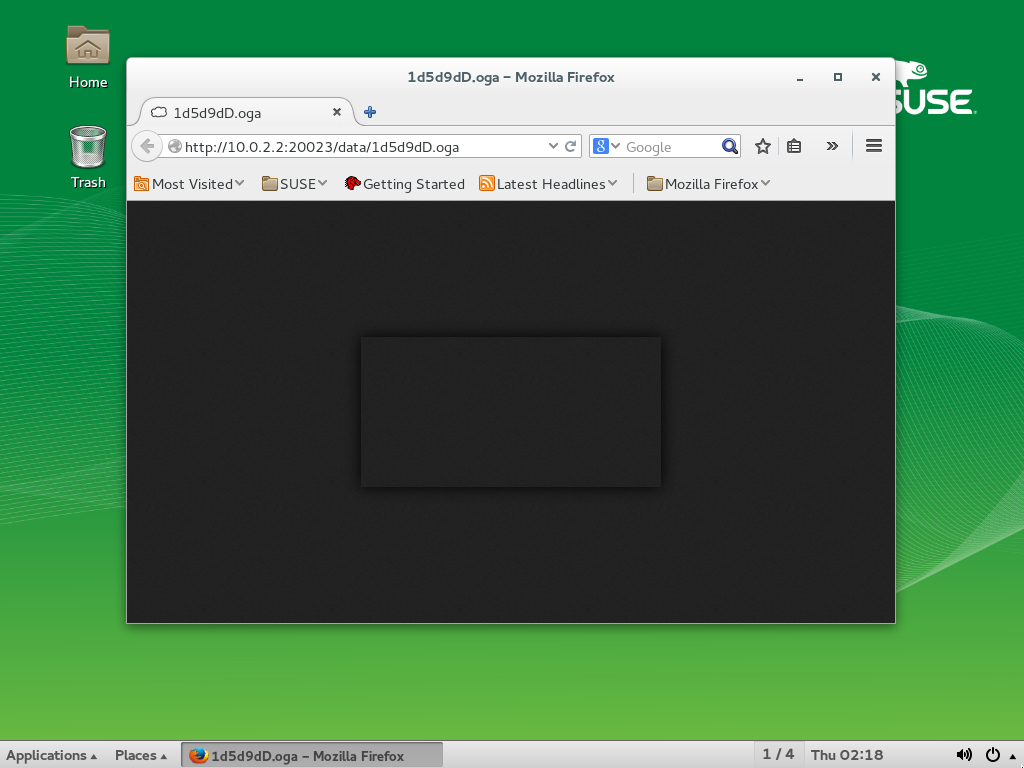 Home
Trash
SUSE
1d5d9dD.oga – Mozilla Firefox
1d5d9dD.oga
http://10.0.2.2:20023/data/1d5d9dD.oga
8 Google
Most Visited SUSE Getting Started Latest Headlines Mozilla Firefox
Applications Places 1d5d9dD.oga – Mozilla Firefox 1 / 4 Thu 02:18